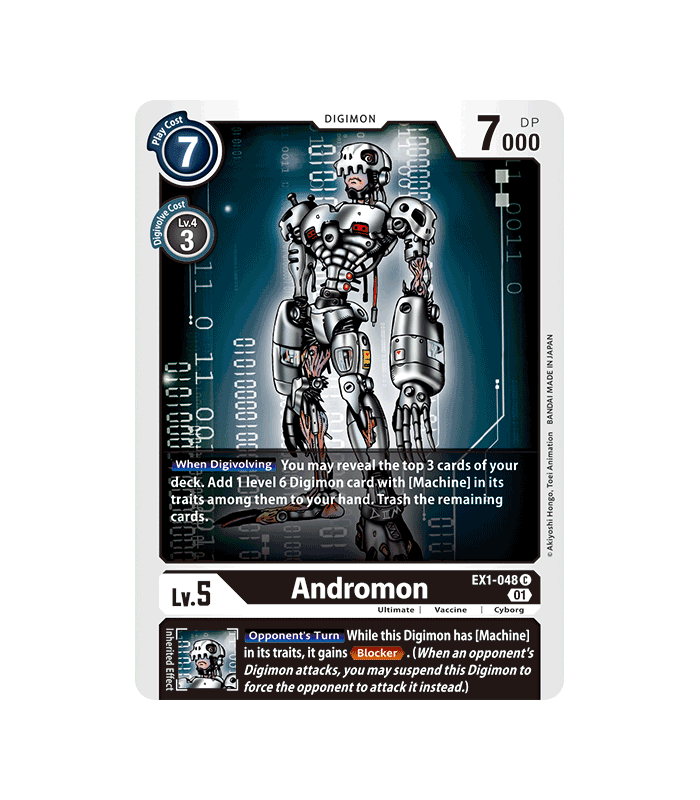 DIGIMON
Play Cost
7
7000
DP
Digivolve Cost
Lv.4
3
When Digivolving You may reveal the top 3 cards of your
deck. Add 1 level 6 Digimon card with [Machine] in its
traits among them to your hand. Trash the remaining
cards.
© Akiyoshi Hongo, Toei Animation BANDAI MADE IN JAPAN
Lv.5
Andromon
EX1-048 C
01
Ultimate | Vaccine | Cyborg
Inherited Effect
Opponent's Turn While this Digimon has [Machine]
in its traits, it gains Blocker . (When an opponent's
Digimon attacks, you may suspend this Digimon to
force the opponent to attack it instead.)